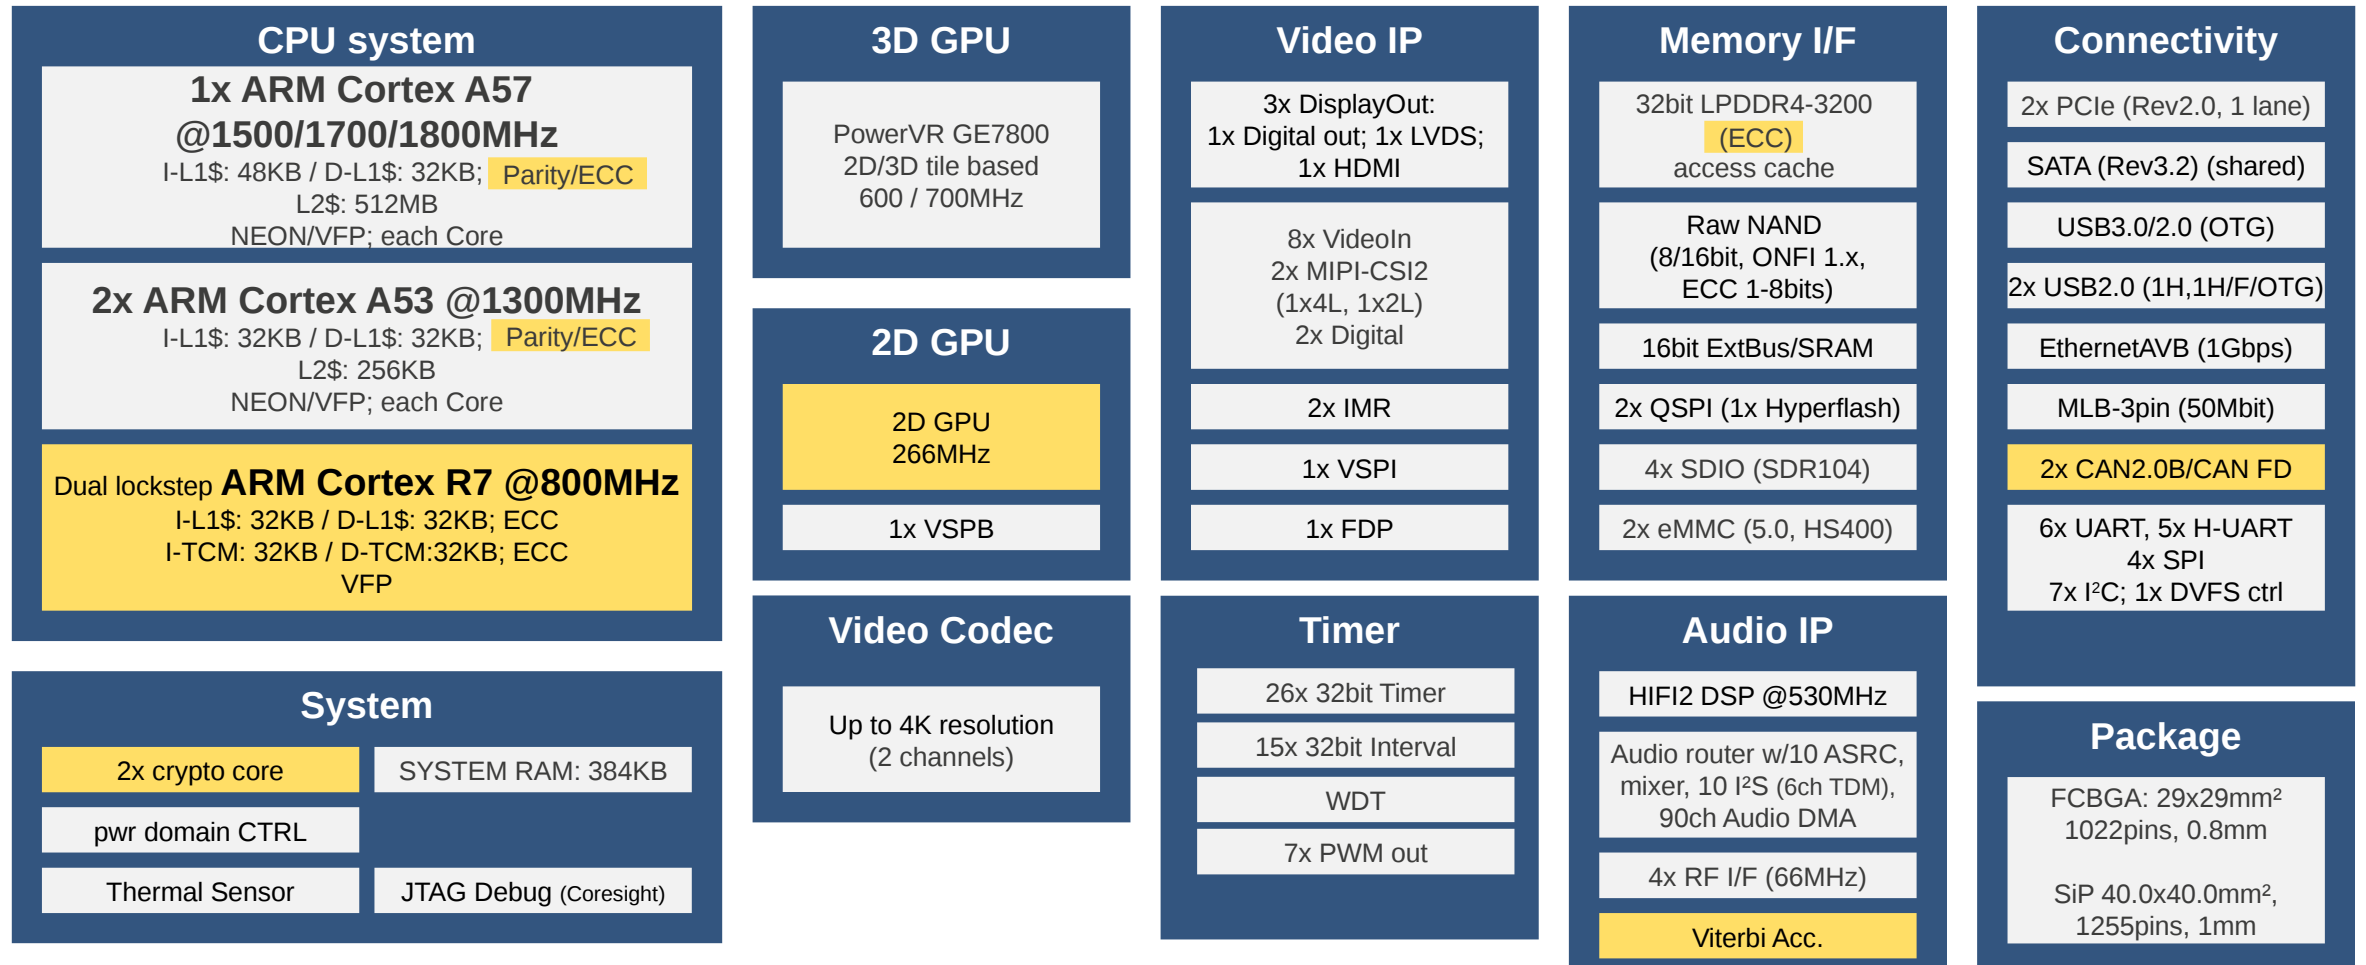 CPU system
1x ARM Cortex A57
@1500/1700/1800MHz
I-L1$: 48KB / D-L1$: 32KB; Parity/ECC
L2$: 512MB
NEON/VFP; each Core
2x ARM Cortex A53 @1300MHz
I-L1$: 32KB / D-L1$: 32KB; Parity/ECC
L2$: 256KB
NEON/VFP; each Core
Dual lockstep ARM Cortex R7 @800MHz
I-L1$: 32KB / D-L1$: 32KB; ECC
I-TCM: 32KB / D-TCM:32KB; ECC
VFP
System
2x crypto core
SYSTEM RAM: 384KB
pwr domain CTRL
Thermal Sensor
JTAG Debug (Coresight)
3D GPU
PowerVR GE7800
2D/3D tile based
600 / 700MHz
2D GPU
2D GPU
266MHz
1x VSPB
Video Codec
Up to 4K resolution
(2 channels)
Video IP
3x DisplayOut:
1x Digital out; 1x LVDS;
1x HDMI
8x VideoIn
2x MIPI-CSI2
(1x4L, 1x2L)
2x Digital
2x IMR
1x VSPI
1x FDP
Timer
26x 32bit Timer
15x 32bit Interval
WDT
7x PWM out
Memory I/F
32bit LPDDR4-3200
(ECC)
access cache
Raw NAND
(8/16bit, ONFI 1.x,
ECC 1-8bits)
16bit ExtBus/SRAM
2x QSPI (1x Hyperflash)
4x SDIO (SDR104)
2x eMMC (5.0, HS400)
Audio IP
HIFI2 DSP @530MHz
Audio router w/10 ASRC,
mixer, 10 I²S (6ch TDM),
90ch Audio DMA
4x RF I/F (66MHz)
Viterbi Acc.
Connectivity
2x PCIe (Rev2.0, 1 lane)
SATA (Rev3.2) (shared)
USB3.0/2.0 (OTG)
2x USB2.0 (1H,1H/F/OTG)
EthernetAVB (1Gbps)
MLB-3pin (50Mbit)
2x CAN2.0B/CAN FD
6x UART, 5x H-UART
4x SPI
7x I²C; 1x DVFS ctrl
Package
FCBGA: 29x29mm²
1022pins, 0.8mm
SiP 40.0x40.0mm²,
1255pins, 1mm